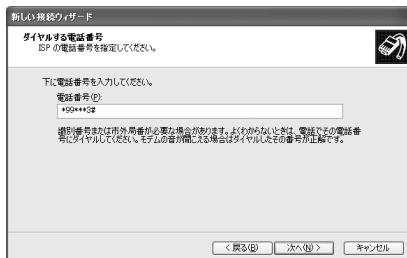 新しい接続ウィザード
ダイヤルする電話番号
ISP の電話番号を指定してください。
下に電話番号を入力してください。
電話番号(P):
*99***3#
識別番号または市外局番が必要な場合があります。よくわからないときは、電話でその電話番
号にダイヤルしてください。モデムの音が聞こえる場合はダイヤルしたその番号が正解です。
< 戻る(B)
次へ(N) >
キャンセル